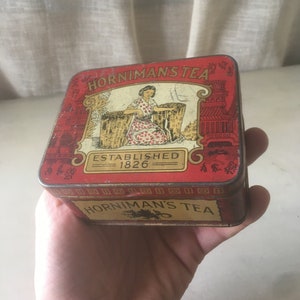 HORNIMANS TEA
ESTABLISHED
1826
HORNIMAN'S TEA